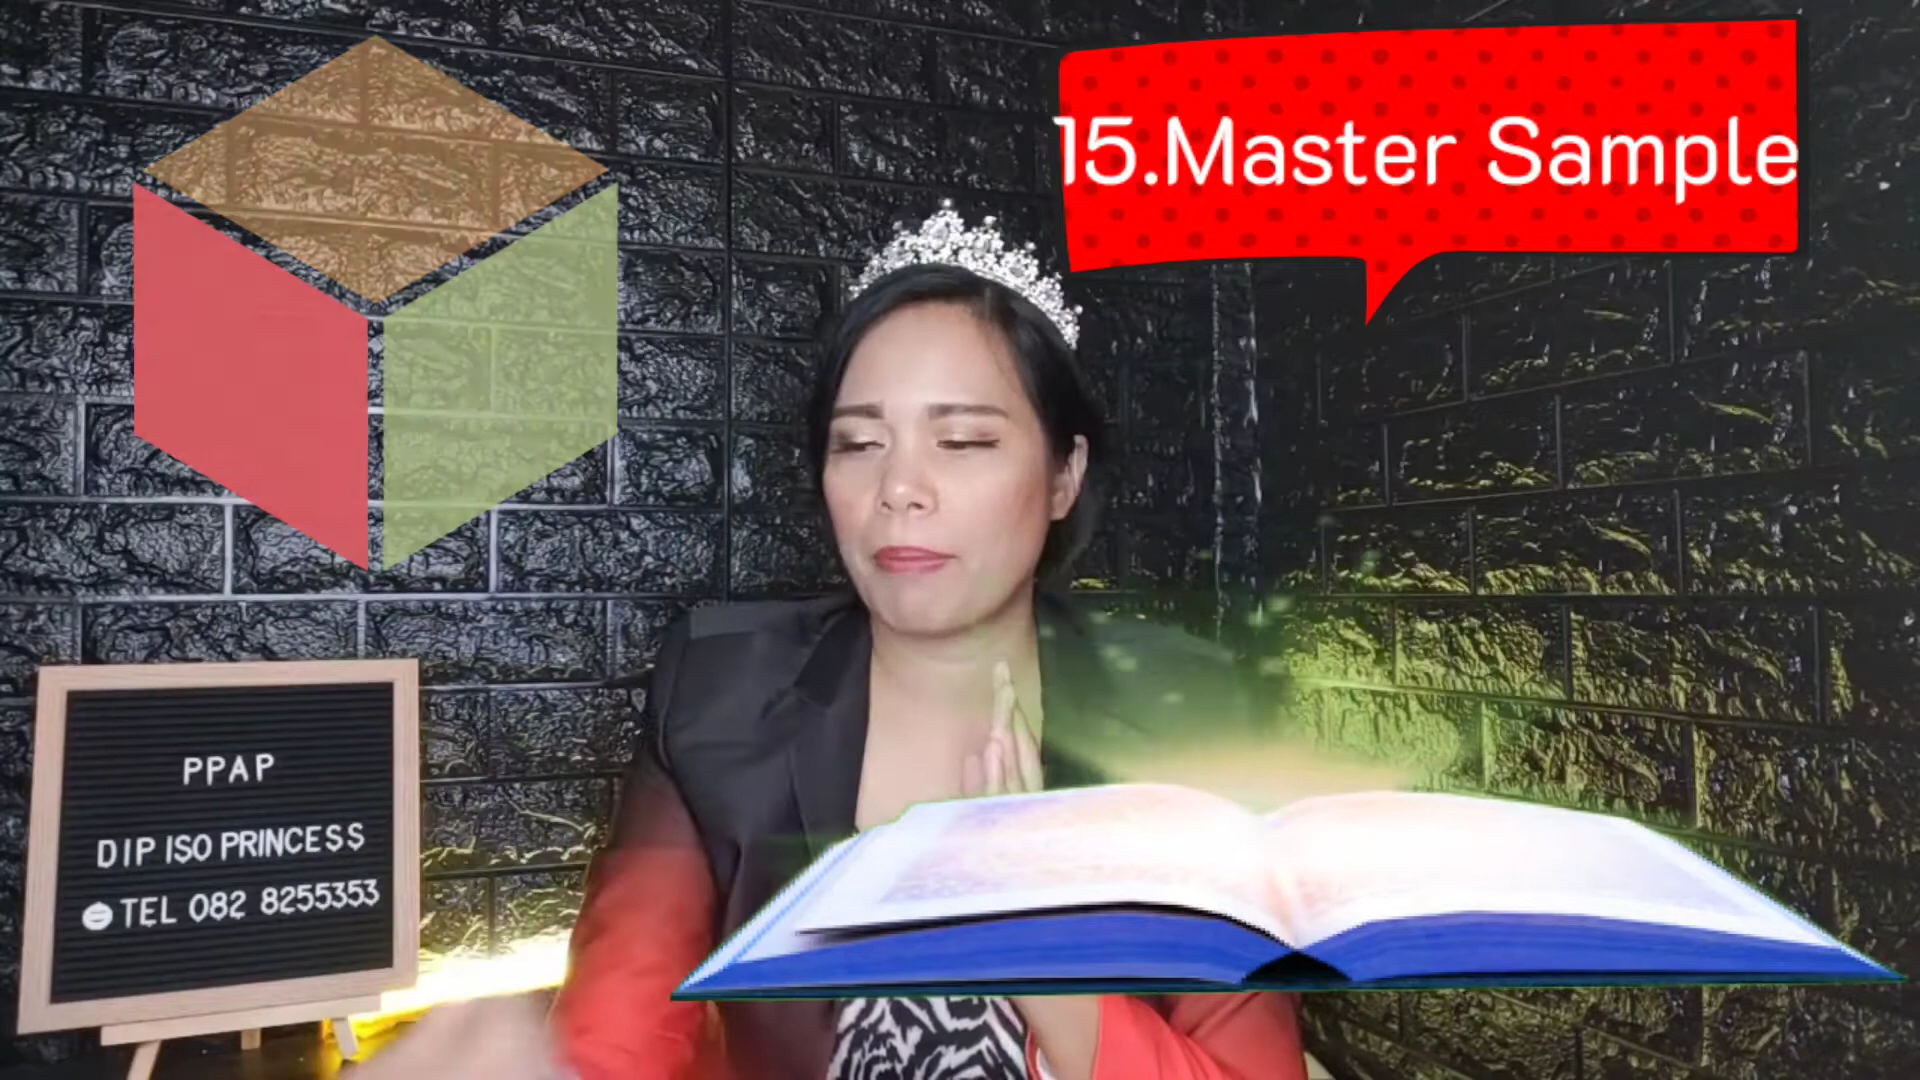 15.Master Sample
PPAP
DIP ISO PRINCESS
TEL 082 8255353